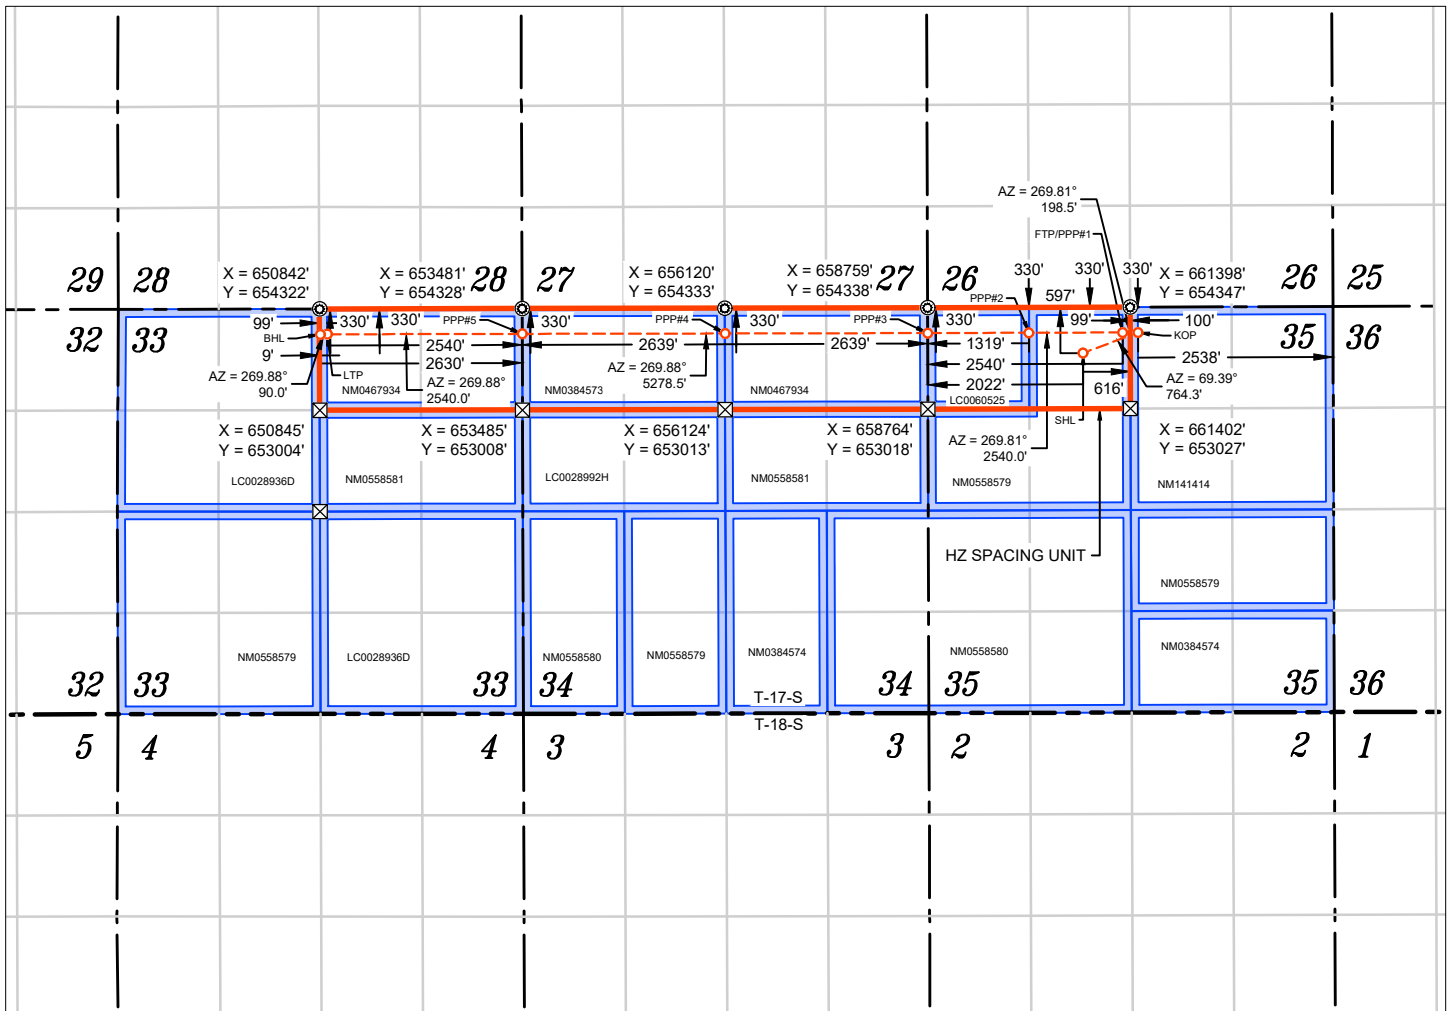 AZ = 269.81°
198.5'
FTP/PPP#1
29 28
X = 650842'
Y = 654322'
X = 653481'
Y = 654328'
28 27
X = 656120'
Y = 654333'
X = 658759'
Y = 654338'
27 26
330' 330' 330'
X = 661398'
Y = 654347'
26 25
PPP#2
597'
99'
BHL
330' 330'
PPP#5
330'
PPP#4
PPP#3
330'
99'
100'
KOP
32 33
35 36
2540'
2639'
2639'
1319'
9'
2630'
2540'
2538'
LTP
AZ = 269.88°
90.0'
NM0467934
AZ = 269.88°
2540.0'
NM0384573
AZ = 269.88°
5278.5'
NM0467934
2022'
LC0060525
616'
AZ = 69.39°
764.3'
SHL
X = 650845'
Y = 653004'
X = 653485'
Y = 653008'
X = 656124'
Y = 653013'
X = 658764'
Y = 653018'
AZ = 269.81°
2540.0'
X = 661402'
Y = 653027'
LC0028936D
NM0558581
LC0028992H
NM0558581
NM0558579
NM141414
HZ SPACING UNIT
NM0558579
NM0558579
LC0028936D
NM0558580
NM0558579
NM0384574
NM0558580
NM0384574
32 33
33 34
34 35
35 36
T-17-S
T-18-S
5 4
4 3
3 2
2 1